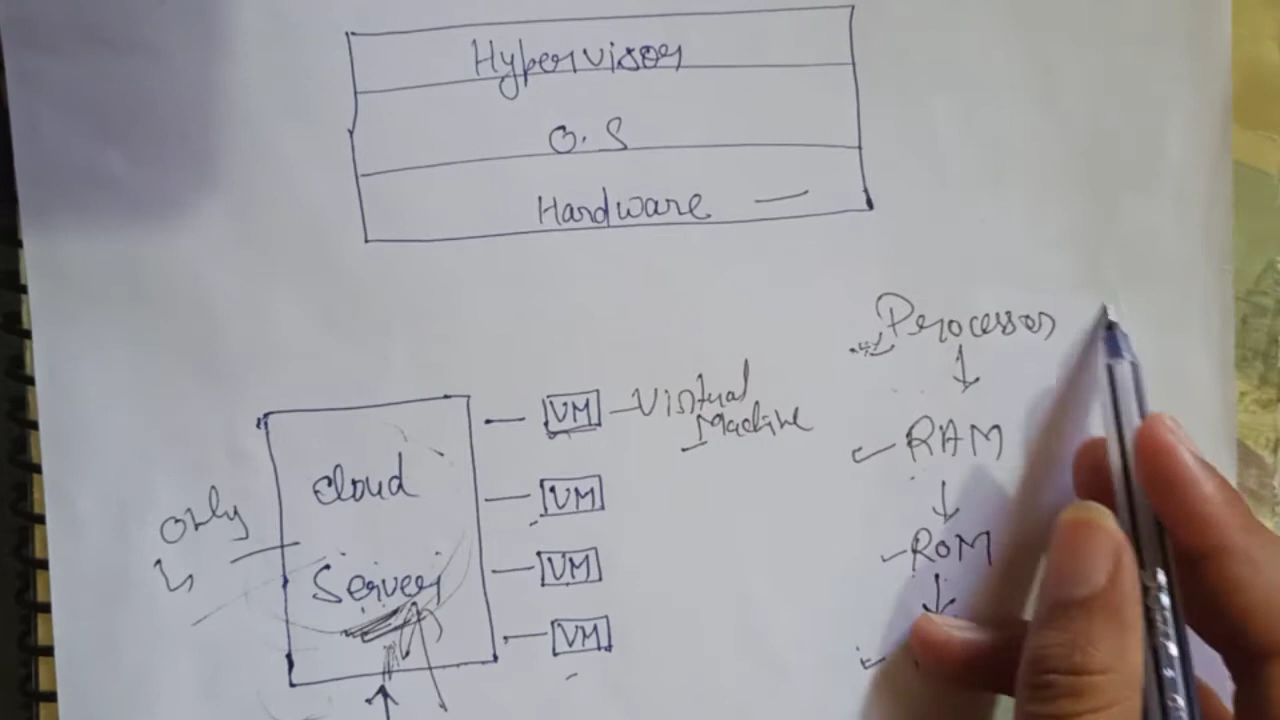 Hypervisor
O.S
Hardware
Processor
VM
Virtual
Machine
RAM
cloud
VM
only
ROM
VM
Server
VM